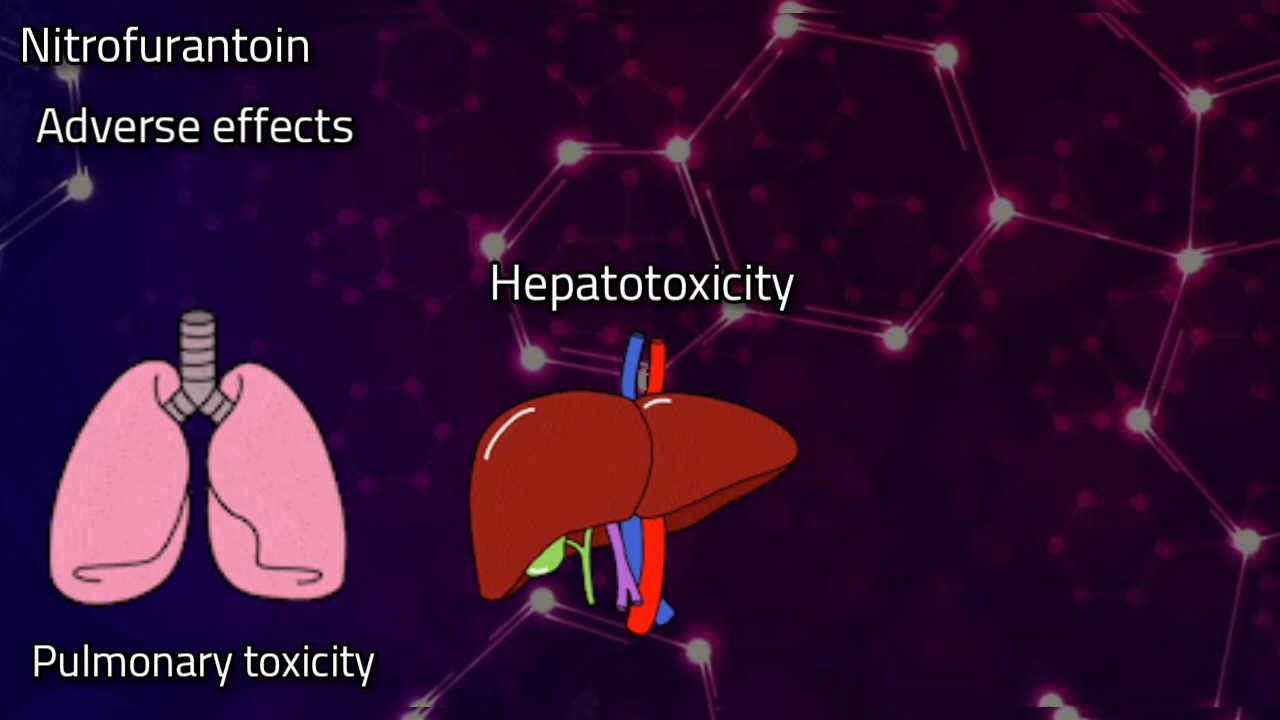 Nitrofurantoin
Adverse effects
Hepatotoxicity
Pulmonary toxicity